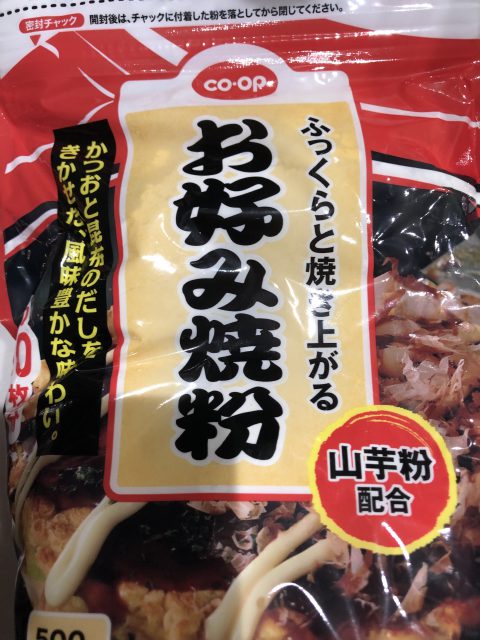 密封チャック
開封後は、チャックに付着した粉を落としてから閉じてください。
co・op
ふっくらと焼き上がる
お好み焼粉
かつおと昆布のだしを
きかせた、風味豊かな味わい。
0枚
山芋粉
配合
500